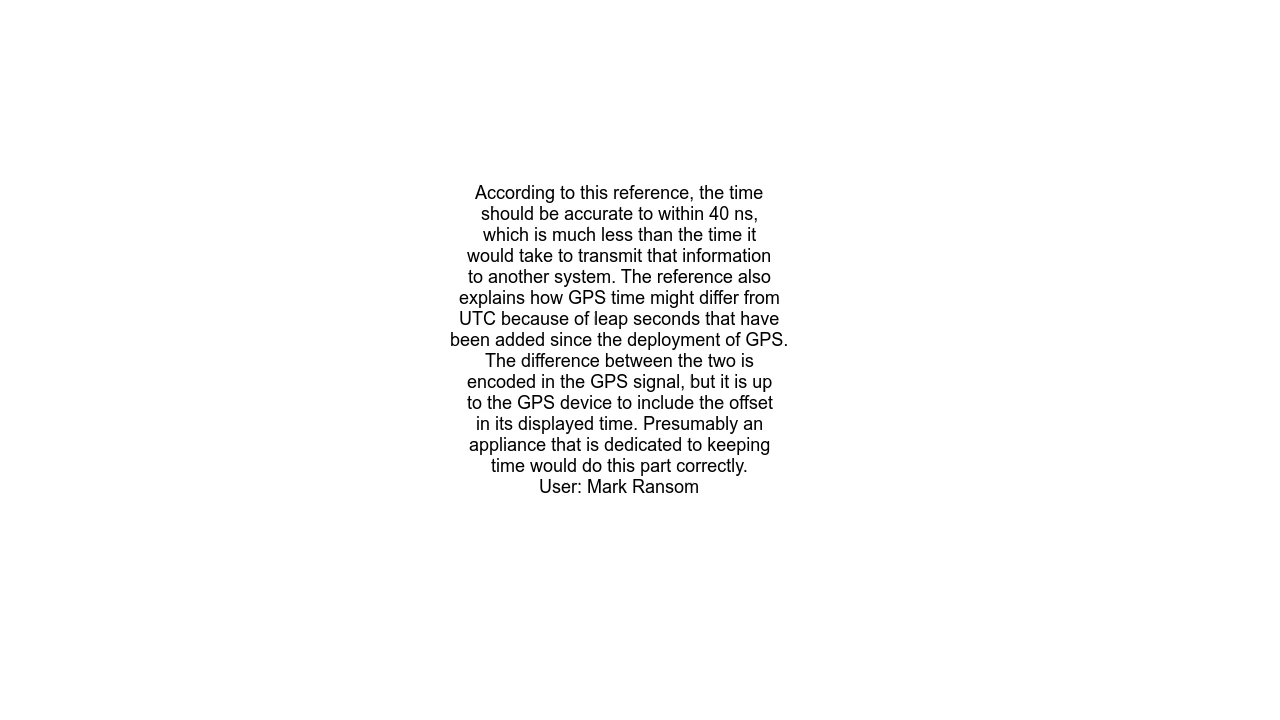 According to this reference, the time
should be accurate to within 40 ns,
which is much less than the time it
would take to transmit that information
to another system. The reference also
explains how GPS time might differ from
UTC because of leap seconds that have
been added since the deployment of GPS.
The difference between the two is
encoded in the GPS signal, but it is up
to the GPS device to include the offset
in its displayed time. Presumably an
appliance that is dedicated to keeping
time would do this part correctly.
User: Mark Ransom